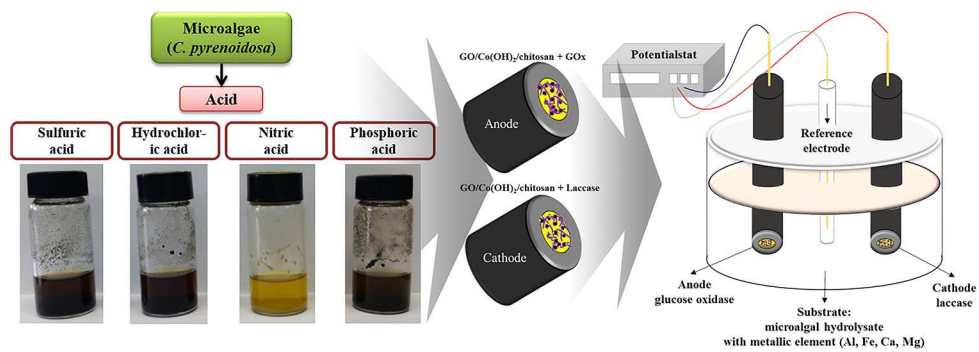 Microalgae
(C. pyrenoidosa)
Acid
Sulfuric
acid
Hydrochlor-
ic acid
Nitric
acid
Phosphoric
acid
GO/Co(OH)₂/chitosan + GOx
Anode
GO/Co(OH)₂/chitosan + Laccase
Cathode
Potentialstat
Reference
electrode
Anode
glucose oxidase
Cathode
laccase
Substrate:
microalgal hydrolysate
with metallic element (Al, Fe, Ca, Mg)